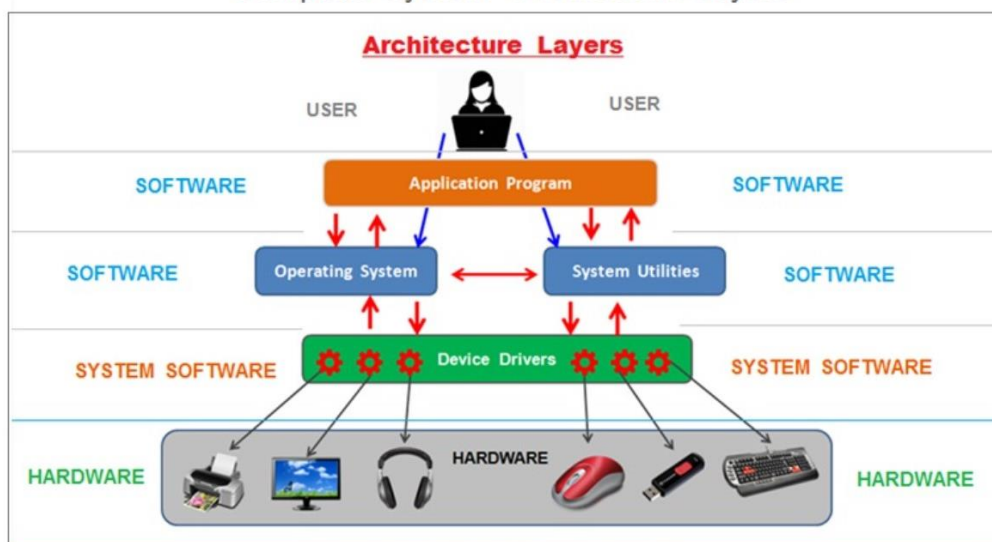 Architecture Layers
USER USER
SOFTWARE Application Program SOFTWARE
SOFTWARE Operating System System Utilities SOFTWARE
SYSTEM SOFTWARE Device Drivers SYSTEM SOFTWARE
HARDWARE HARDWARE HARDWARE